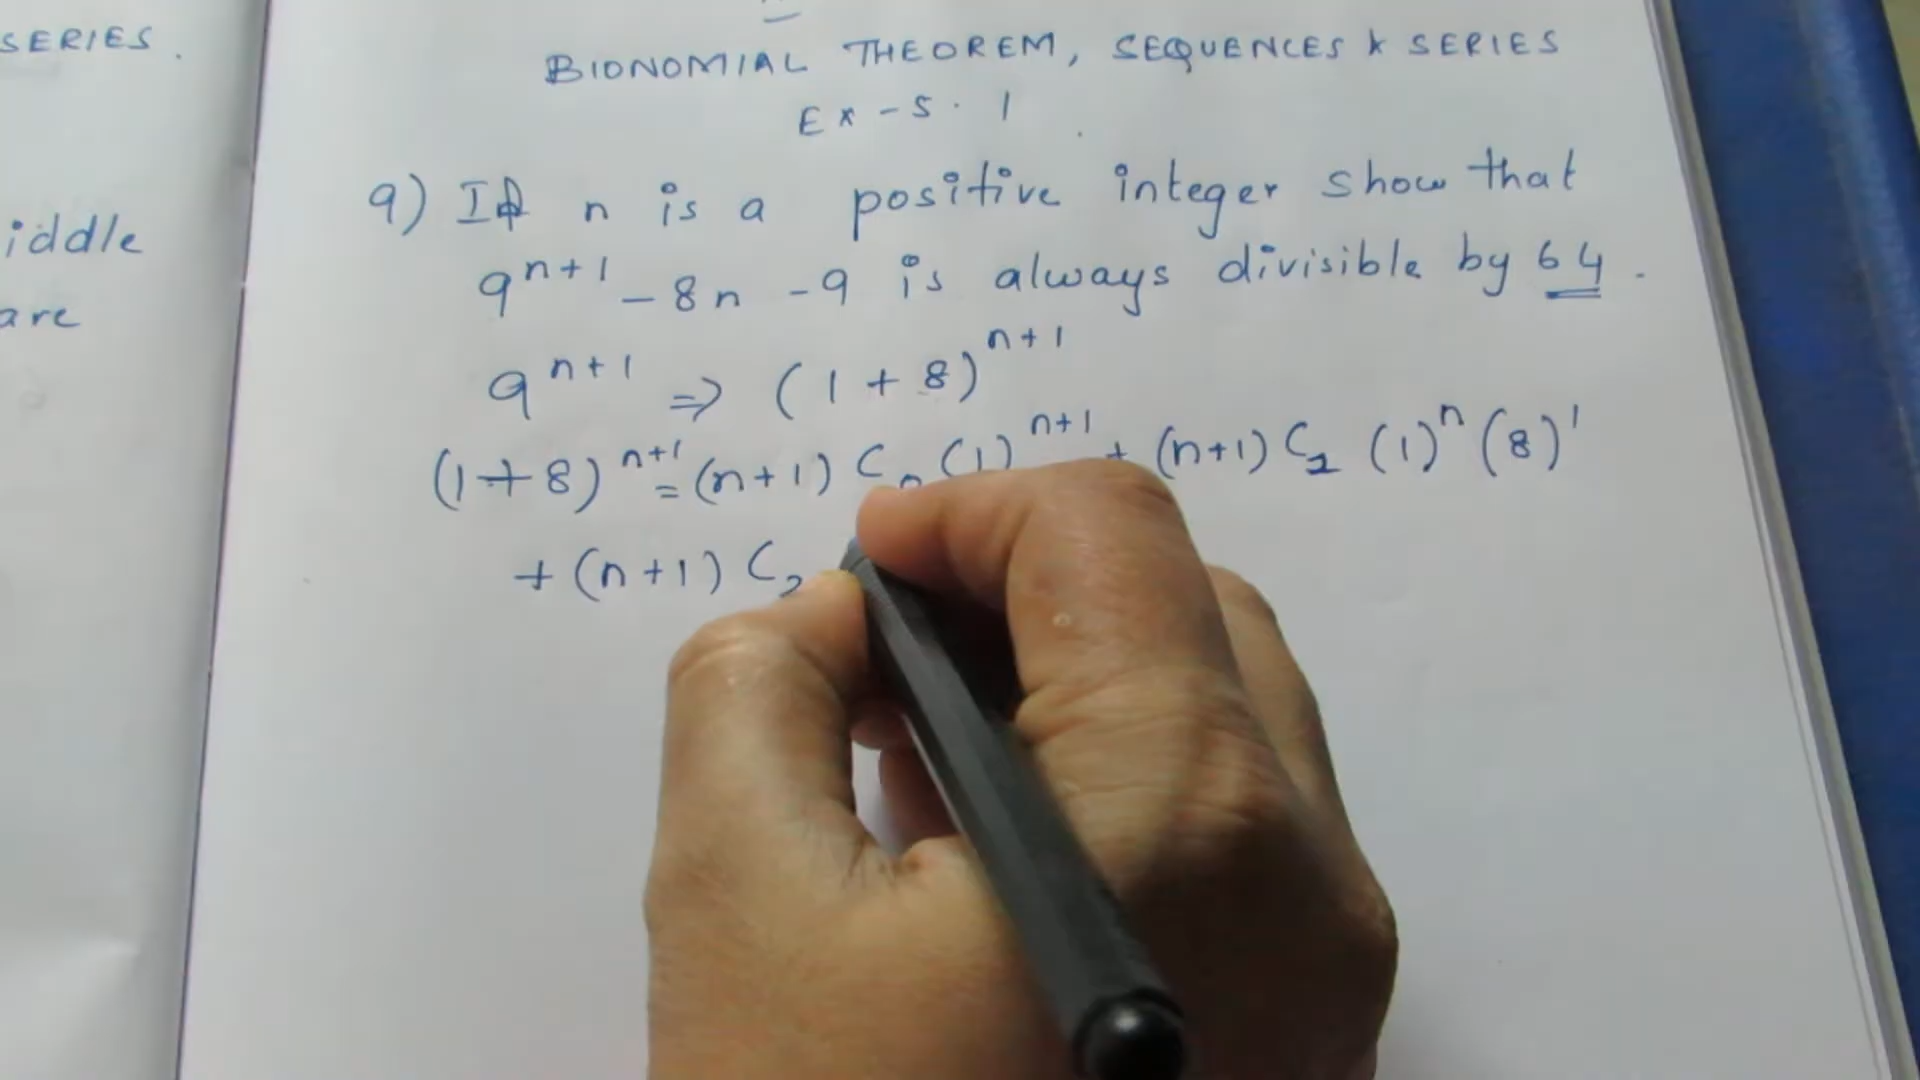 SERIES.
iddle
are
BIONOMIAL THEOREM, SEQUENCES & SERIES
Ex - 5.1
9) If n is a positive integer show that
9^{n+1} - 8n - 9 is always divisible by 64.
9^{n+1} ⇒ (1 + 8)^{n+1}
(1+8)^{n+1} = (n+1) C₀ (1)^{n+1} + (n+1) C₁ (1)^n (8)^1
+ (n+1) C₂